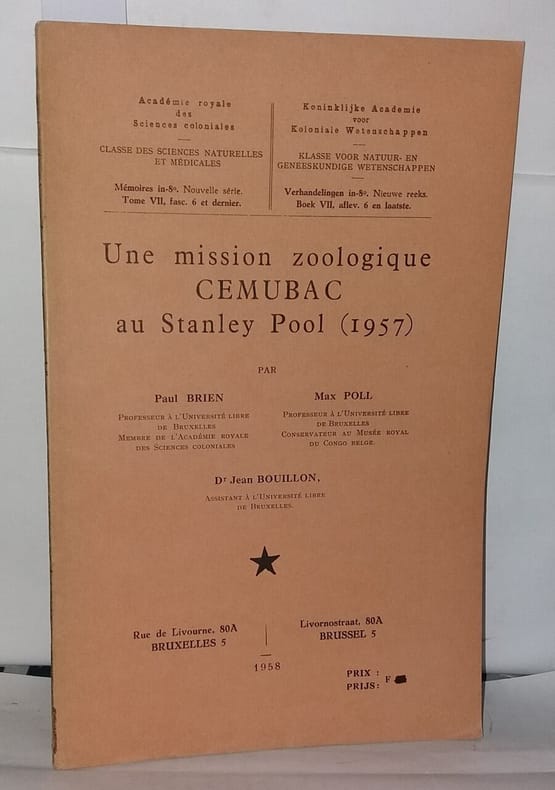 Académie royale
des
Sciences coloniales
CLASSE DES SCIENCES NATURELLES
ET MÉDICALES
Mémoires in-8º. Nouvelle série.
Tome VII, fasc. 6 et dernier.
Koninklijke Academie
voor
Koloniale Wetenschappen
KLASSE VOOR NATUUR- EN
GENEESKUNDIGE WETENSCHAPPEN
Verhandelingen in-8º. Nieuwe reeks.
Boek VII, aflev. 6 en laatste.
Une mission zoologique
CEMUBAC
au Stanley Pool (1957)
PAR
Paul BRIEN
PROFESSEUR À L'UNIVERSITÉ LIBRE
DE BRUXELLES
MEMBRE DE L'ACADÉMIE ROYALE
DES SCIENCES COLONIALES
Max POLL
PROFESSEUR À L'UNIVERSITÉ LIBRE
DE BRUXELLES
CONSERVATEUR AU MUSÉE ROYAL
DU CONGO BELGE.
Dr Jean BOUILLON,
ASSISTANT À L'UNIVERSITÉ LIBRE
DE BRUXELLES.
Rue de Livourne, 80A
BRUXELLES 5
Livornostraat, 80A
BRUSSEL 5
1958
PRIX :
PRIJS: F